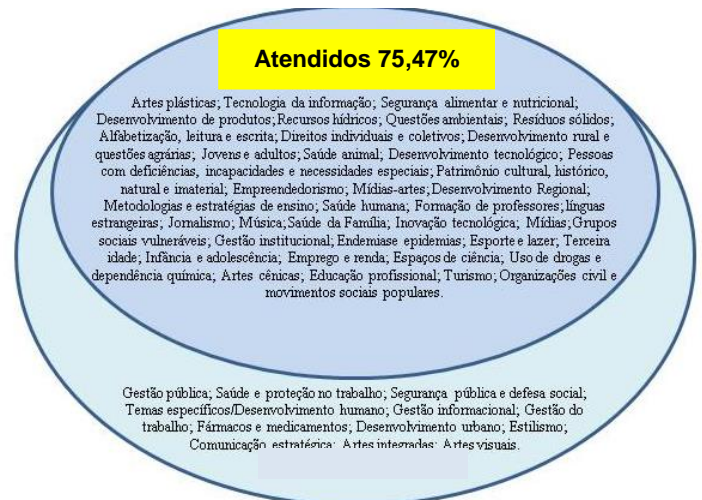 Atendidos 75,47%
Artes plásticas; Tecnologia da informação; Segurança alimentar e nutricional;
Desenvolvimento de produtos; Recursos hídricos; Questões ambientais; Resíduos sólidos;
Alfabetização, leitura e escrita; Direitos individuais e coletivos; Desenvolvimento rural e
questões agrárias; Jovens e adultos; Saúde animal; Desenvolvimento tecnológico; Pessoas
com deficiências, incapacidades e necessidades especiais; Patrimônio cultural, histórico,
natural e imaterial; Empreendedorismo; Mídias-artes; Desenvolvimento Regional;
Metodologias e estratégias de ensino; Saúde humana; Formação de professores; línguas
estrangeiras; Jornalismo; Música; Saúde da Família; Inovação tecnológica; Mídias; Grupos
sociais vulneráveis; Gestão institucional; Endemias e epidemias; Esporte e lazer; Terceira
idade; Infância e adolescência; Emprego e renda; Espaços de ciência; Uso de drogas e
dependência química; Artes cênicas; Educação profissional; Turismo; Organizações civil e
movimentos sociais populares.
Gestão pública; Saúde e proteção no trabalho; Segurança pública e defesa social;
Temas específicos/Desenvolvimento humano; Gestão informacional; Gestão do
trabalho; Fármacos e medicamentos; Desenvolvimento urbano; Estilismo;
Comunicação estratégica; Artes integradas; Artes visuais.